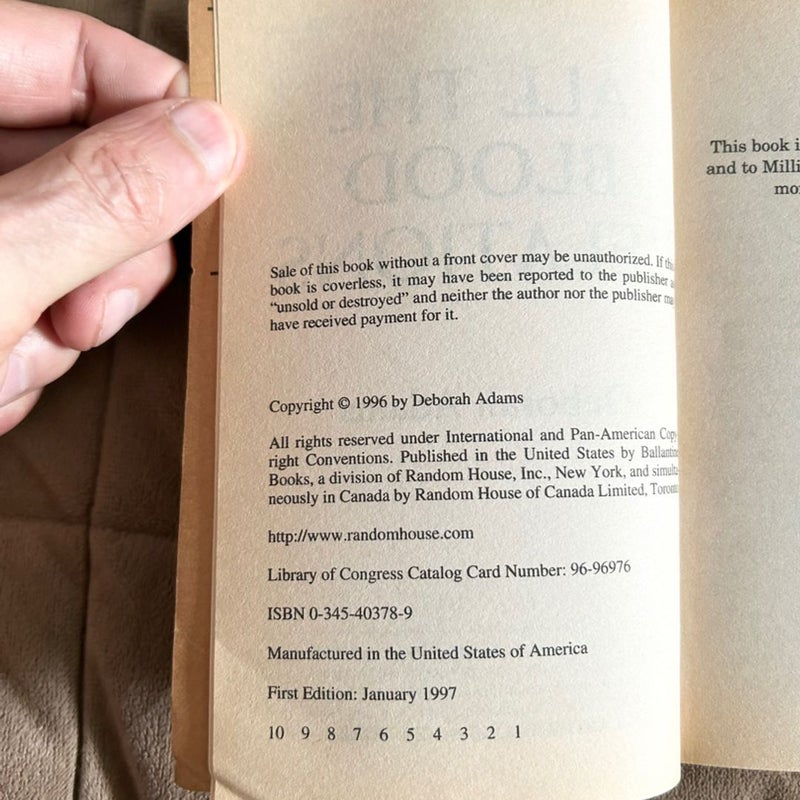 Sale of this book without a front cover may be unauthorized. If this
book is coverless, it may have been reported to the publisher
“unsold or destroyed” and neither the author nor the publisher may
have received payment for it.
Copyright © 1996 by Deborah Adams
All rights reserved under International and Pan-American Copy-
right Conventions. Published in the United States by Ballantine
Books, a division of Random House, Inc., New York, and simulta-
neously in Canada by Random House of Canada Limited, Toronto
http://www.randomhouse.com
Library of Congress Catalog Card Number: 96-96976
ISBN 0-345-40378-9
Manufactured in the United States of America
First Edition: January 1997
10 9 8 7 6 5 4 3 2 1
This book
and to